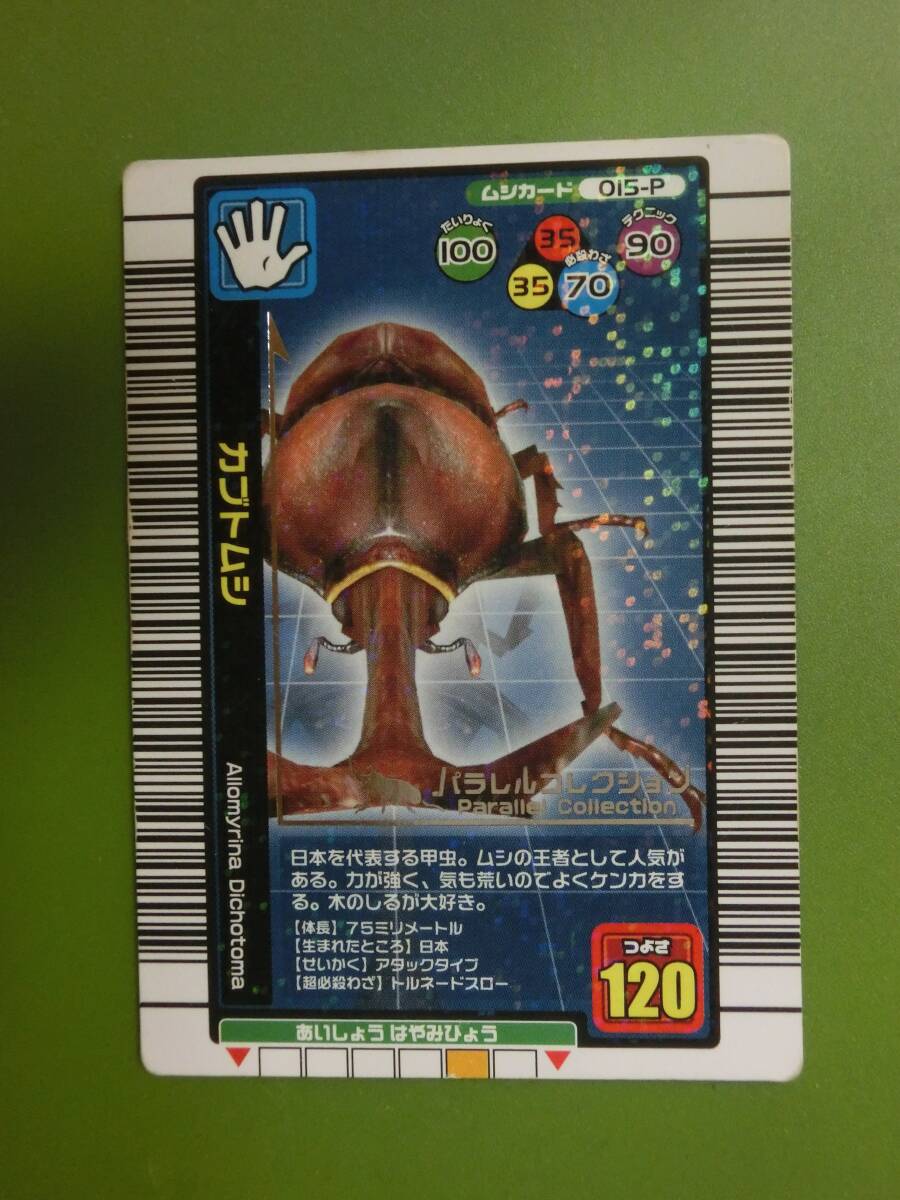 ムシカード 015-P
たいりょく
100
35
35
必殺わざ
70
テクニック
90
カブトムシ
Allomyrina Dichotoma
パラレルコレクション
Parallel Collection
日本を代表する甲虫。ムシの王者として人気が
ある。力が強く、気も荒いのでよくケンカをす
る。木のしるが大好き。
【体長】75ミリメートル
【生まれたところ】日本
【せいかく】アタックタイプ
【超必殺わざ】トルネードスロー
つよさ
120
あいしょう はやみひょう